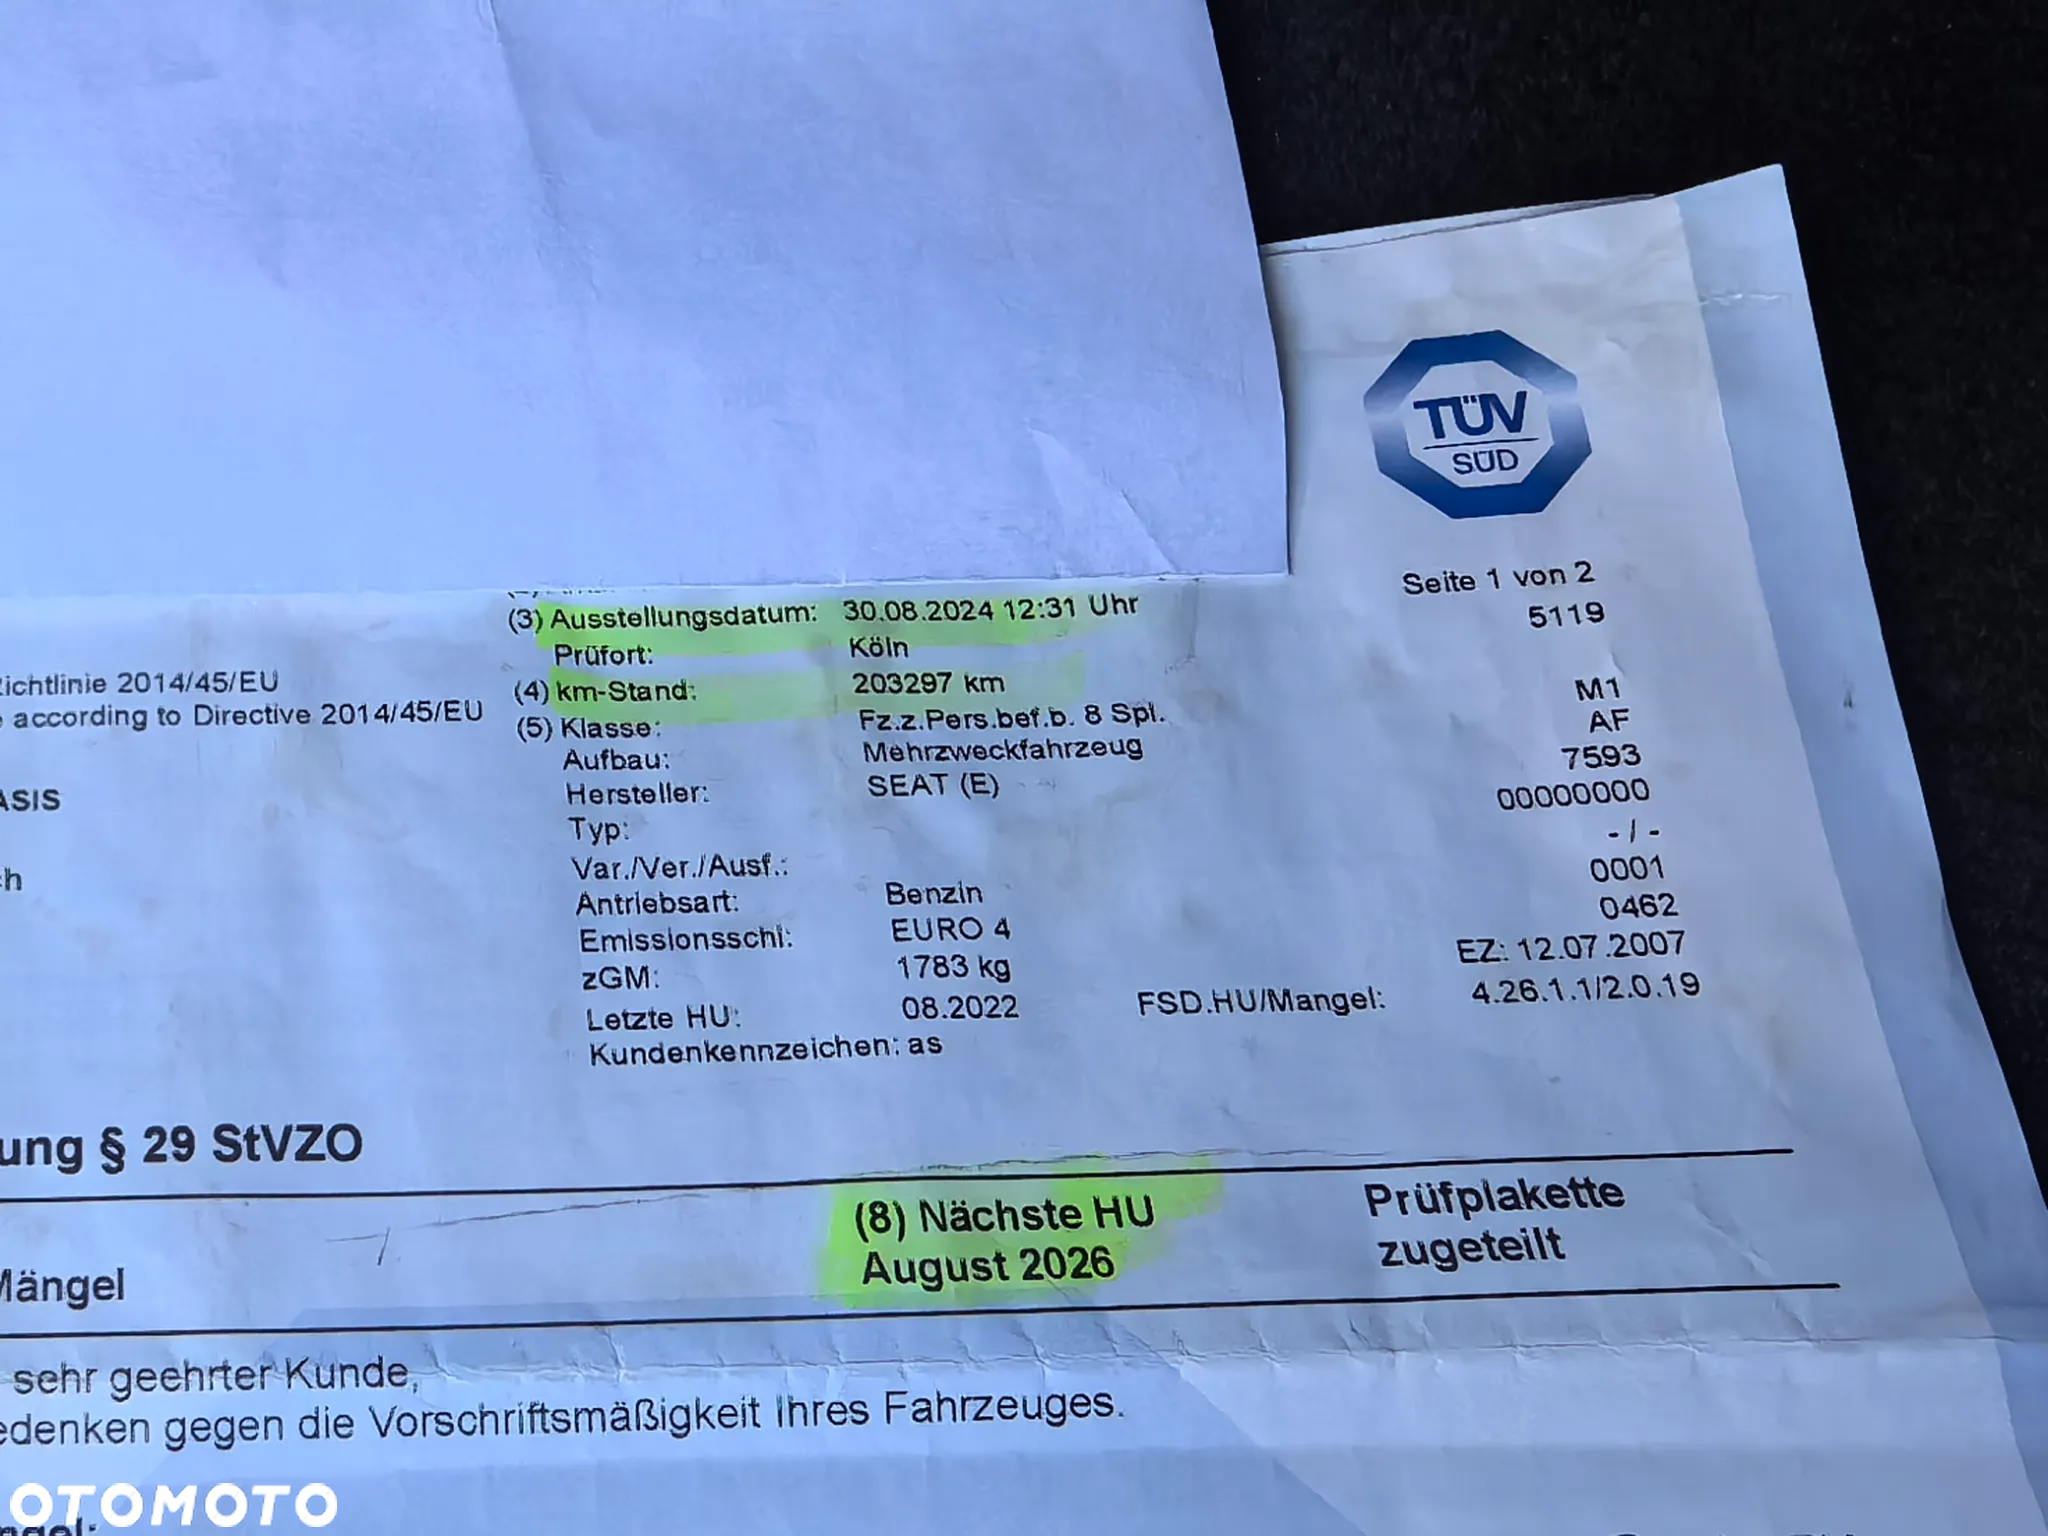 TÜV
SÜD
Seite 1 von 2
(3) Ausstellungsdatum: 30.08.2024 12:31 Uhr 5119
Prüfort: Köln
(4) km-Stand: 203297 km M1
(5) Klasse: Fz.z.Pers.bef.b. 8 Spl. AF
Aufbau: Mehrzweckfahrzeug 7593
Hersteller: SEAT (E) 00000000
Typ: - / -
Var./Ver./Ausf.: 0001
Antriebsart: Benzin 0462
Emissionsschl: EURO 4 EZ: 12.07.2007
zGM: 1783 kg
Letzte HU: 08.2022 FSD.HU/Mangel: 4.26.1.1/2.0.19
Kundenkennzeichen: as
ichtlinie 2014/45/EU
according to Directive 2014/45/EU
ASIS
ch
ung § 29 StVZO
(8) Nächste HU
August 2026
Prüfplakette
zugeteilt
Mängel
sehr geehrter Kunde,
edenken gegen die Vorschriftsmäßigkeit Ihres Fahrzeuges.
OTOMOTO